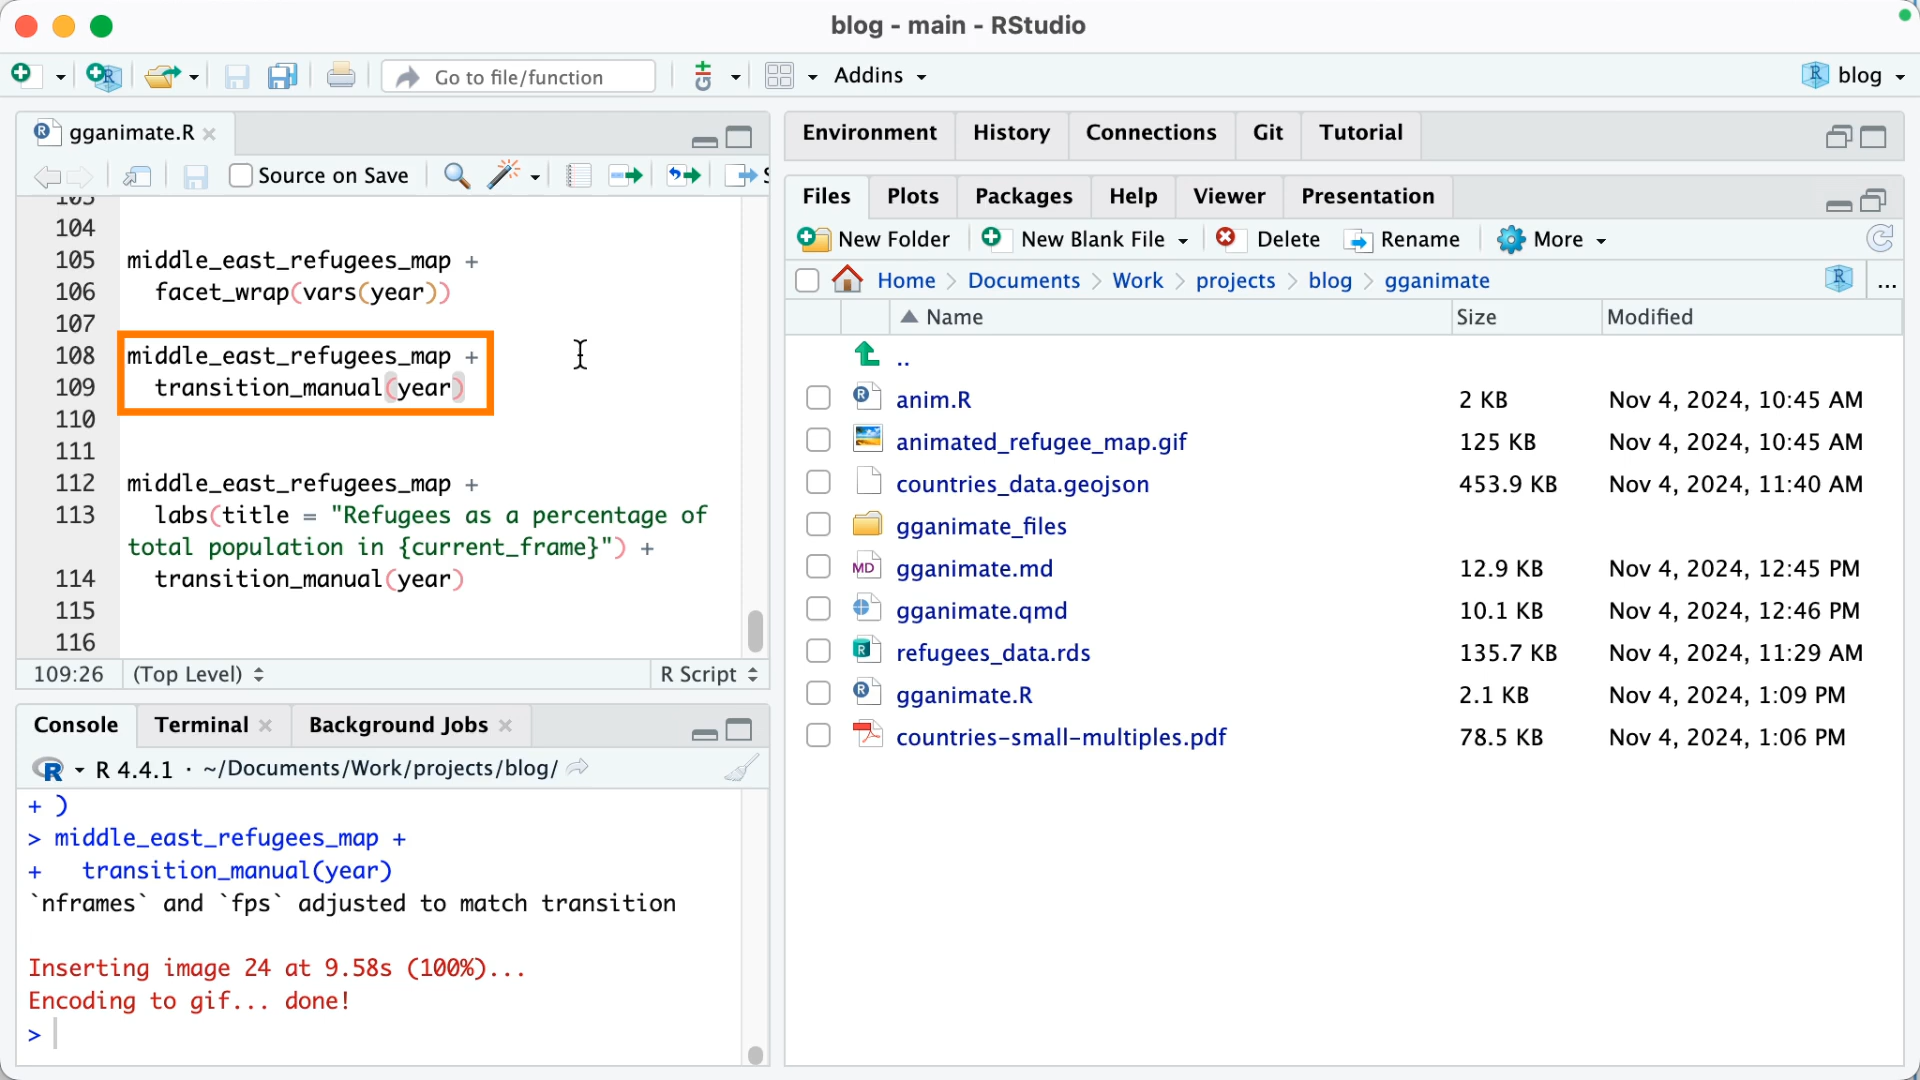 blog - main - RStudio
Go to file/function
Addins
blog
gganimate.R
Source on Save
103
104
105 middle_east_refugees_map +
106   facet_wrap(vars(year))
107
108 middle_east_refugees_map +
109   transition_manual(year)
110
111
112 middle_east_refugees_map +
113   labs(title = "Refugees as a percentage of
total population in {current_frame}") +
114   transition_manual(year)
115
116
109:26 (Top Level) R Script
Console Terminal Background Jobs
R 4.4.1 · ~/Documents/Work/projects/blog/
+ )
> middle_east_refugees_map +
+   transition_manual(year)
`nframes` and `fps` adjusted to match transition
Inserting image 24 at 9.58s (100%)...
Encoding to gif... done!
>
Environment History Connections Git Tutorial
Files Plots Packages Help Viewer Presentation
New Folder New Blank File Delete Rename More
Home > Documents > Work > projects > blog > gganimate ...
Name Size Modified
..
anim.R 2 KB Nov 4, 2024, 10:45 AM
animated_refugee_map.gif 125 KB Nov 4, 2024, 10:45 AM
countries_data.geojson 453.9 KB Nov 4, 2024, 11:40 AM
gganimate_files
gganimate.md 12.9 KB Nov 4, 2024, 12:45 PM
gganimate.qmd 10.1 KB Nov 4, 2024, 12:46 PM
refugees_data.rds 135.7 KB Nov 4, 2024, 11:29 AM
gganimate.R 2.1 KB Nov 4, 2024, 1:09 PM
countries-small-multiples.pdf 78.5 KB Nov 4, 2024, 1:06 PM